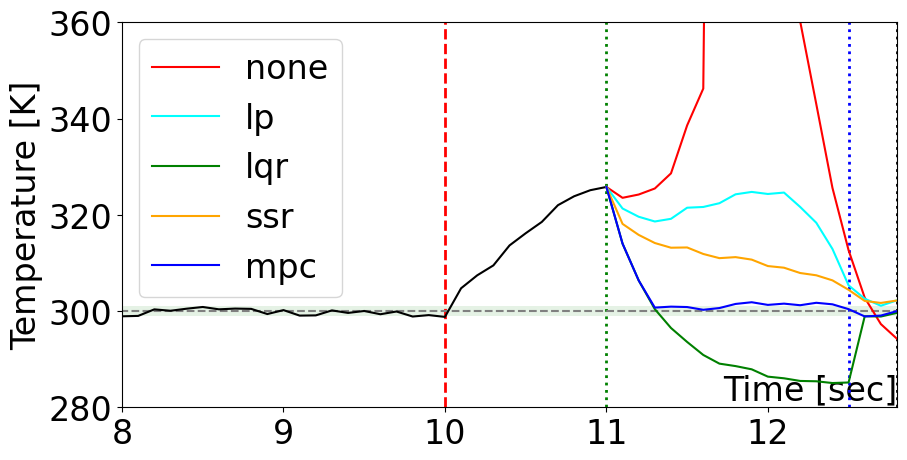 Temperature [K]
360
340
320
300
280
none
lp
lqr
ssr
mpc
Time [sec]
8 9 10 11 12